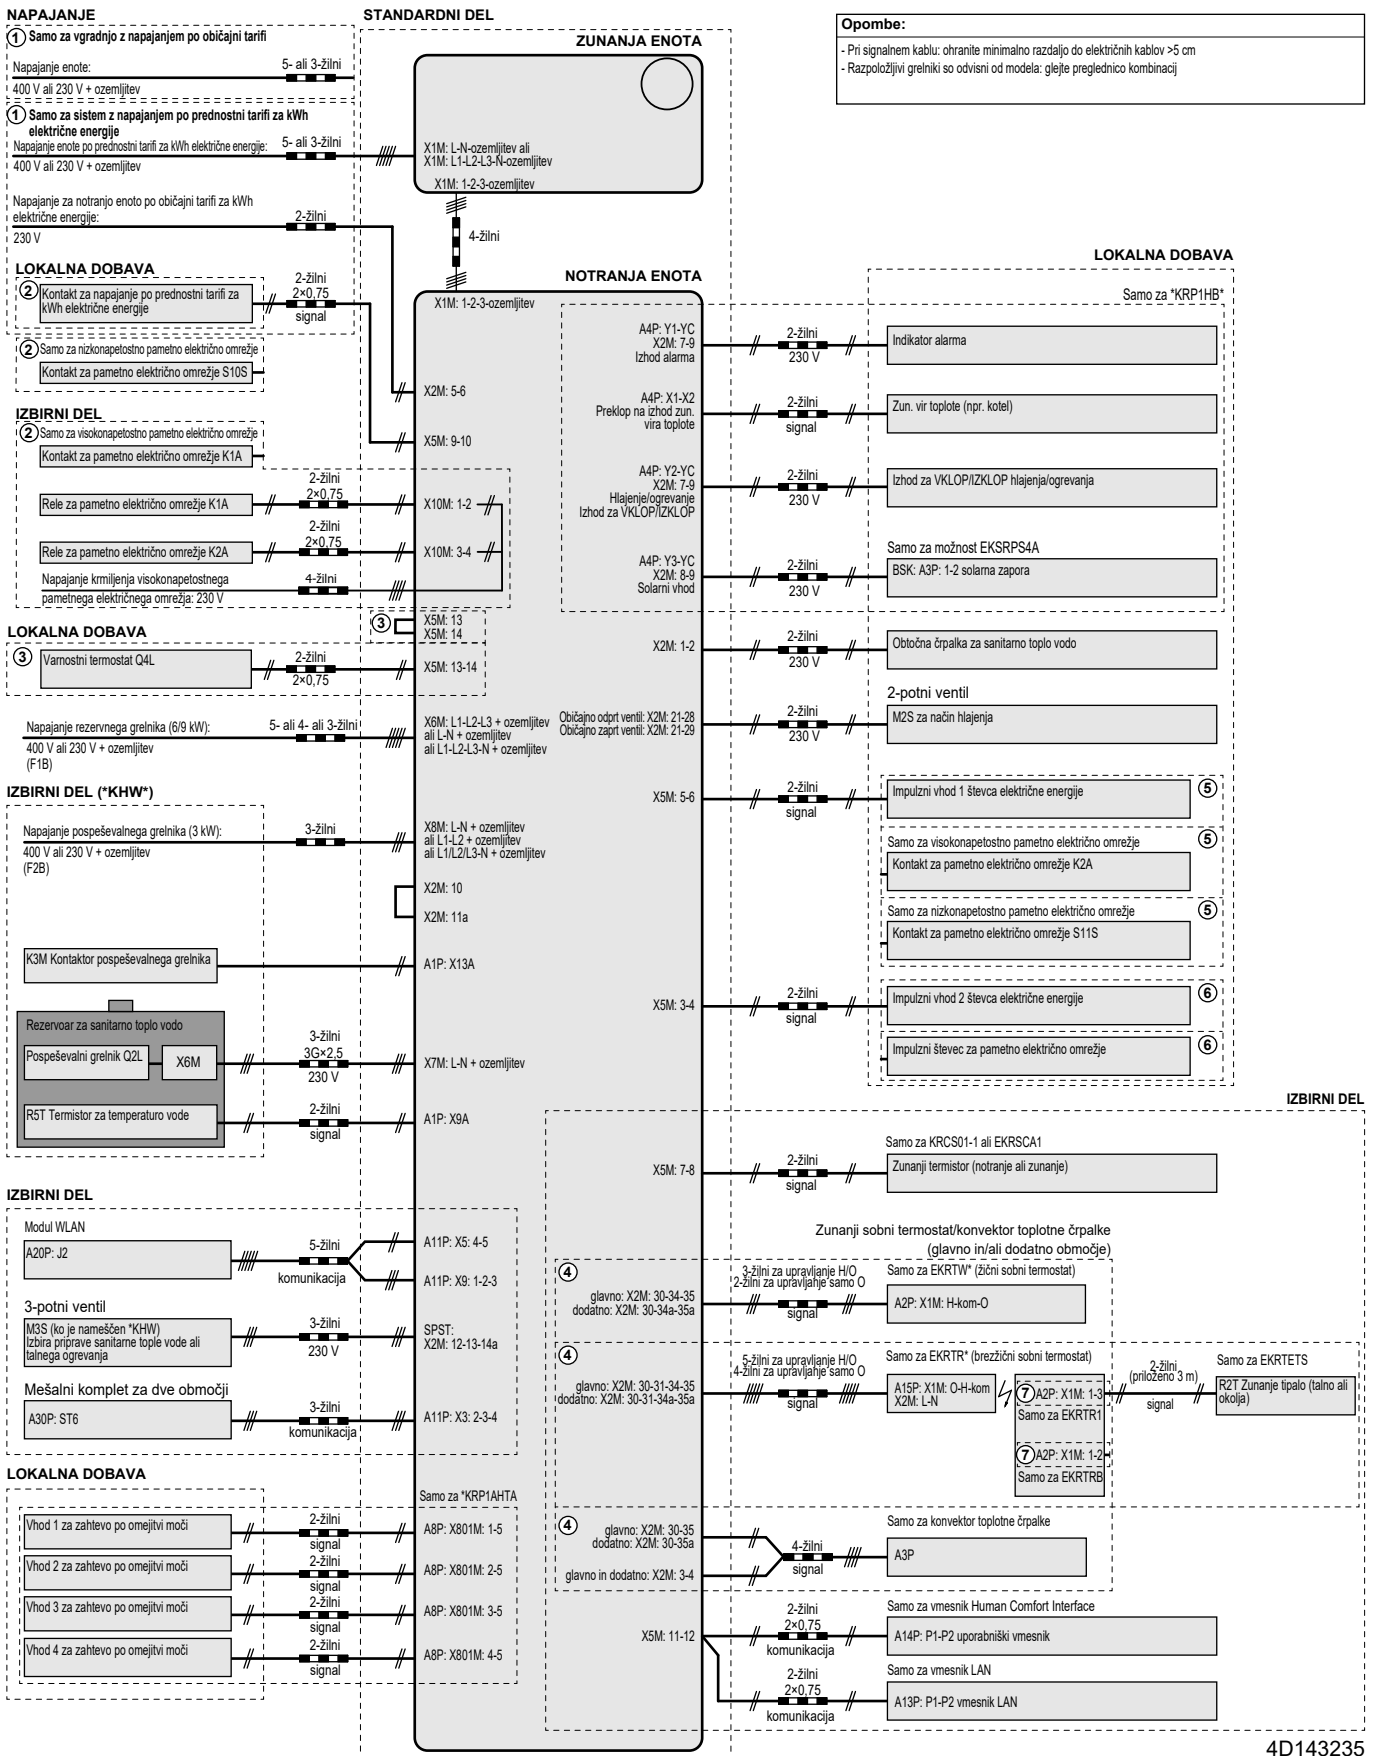 NAPAJANJE
① Samo za vgradnjo z napajanjem po običajni tarifi
Napajanje enote:
5- ali 3-žilni
400 V ali 230 V + ozemljitev
① Samo za sistem z napajanjem po prednostni tarifi za kWh
električne energije
Napajanje enote po prednostni tarifi za kWh električne energije:
5- ali 3-žilni
400 V ali 230 V + ozemljitev
Napajanje za notranjo enoto po običajni tarifi za kWh
električne energije:
2-žilni
230 V
LOKALNA DOBAVA
② Kontakt za napajanje po prednostni tarifi za
kWh električne energije
2-žilni
2×0,75
signal
② Samo za nizkonapetostno pametno električno omrežje
Kontakt za pametno električno omrežje S10S
IZBIRNI DEL
② Samo za visokonapetostno pametno električno omrežje
Kontakt za pametno električno omrežje K1A
Rele za pametno električno omrežje K1A
2-žilni
2×0,75
Rele za pametno električno omrežje K2A
2-žilni
2×0,75
Napajanje krmiljenja visokonapetostnega
pametnega električnega omrežja: 230 V
4-žilni
LOKALNA DOBAVA
③ Varnostni termostat Q4L
2-žilni
2×0,75
Napajanje rezervnega grelnika (6/9 kW):
5- ali 4- ali 3-žilni
400 V ali 230 V + ozemljitev
(F1B)
IZBIRNI DEL (*KHW*)
Napajanje pospeševalnega grelnika (3 kW):
3-žilni
400 V ali 230 V + ozemljitev
(F2B)
K3M Kontaktor pospeševalnega grelnika
Rezervoar za sanitarno toplo vodo
Pospeševalni grelnik Q2L
X6M
3-žilni
3G×2,5
230 V
R5T Termistor za temperaturo vode
2-žilni
signal
IZBIRNI DEL
Modul WLAN
A20P: J2
5-žilni
komunikacija
3-potni ventil
M3S (ko je nameščen *KHW)
Izbira priprave sanitarne tople vode ali
talnega ogrevanja
3-žilni
230 V
Mešalni komplet za dve območji
A30P: ST6
3-žilni
komunikacija
LOKALNA DOBAVA
Vhod 1 za zahtevo po omejitvi moči
2-žilni
signal
Vhod 2 za zahtevo po omejitvi moči
2-žilni
signal
Vhod 3 za zahtevo po omejitvi moči
2-žilni
signal
Vhod 4 za zahtevo po omejitvi moči
2-žilni
signal
STANDARDNI DEL
ZUNANJA ENOTA
X1M: L-N-ozemljitev ali
X1M: L1-L2-L3-N-ozemljitev
X1M: 1-2-3-ozemljitev
4-žilni
NOTRANJA ENOTA
X1M: 1-2-3-ozemljitev
X2M: 5-6
X5M: 9-10
X10M: 1-2
X10M: 3-4
③ X5M: 13
X5M: 14
X5M: 13-14
X6M: L1-L2-L3 + ozemljitev
ali L-N + ozemljitev
ali L1-L2-L3-N + ozemljitev
X8M: L-N + ozemljitev
ali L1-L2 + ozemljitev
ali L1/L2/L3-N + ozemljitev
X2M: 10
X2M: 11a
A1P: X13A
X7M: L-N + ozemljitev
A1P: X9A
A11P: X5: 4-5
A11P: X9: 1-2-3
SPST:
X2M: 12-13-14a
A11P: X3: 2-3-4
Samo za *KRP1AHTA
A8P: X801M: 1-5
A8P: X801M: 2-5
A8P: X801M: 3-5
A8P: X801M: 4-5
Opombe:
- Pri signalnem kablu: ohranite minimalno razdaljo do električnih kablov >5 cm
- Razpoložljivi grelniki so odvisni od modela: glejte preglednico kombinacij
LOKALNA DOBAVA
Samo za *KRP1HB*
A4P: Y1-YC
X2M: 7-9
Izhod alarma
2-žilni
230 V
Indikator alarma
A4P: X1-X2
Preklop na izhod zun.
vira toplote
2-žilni
signal
Zun. vir toplote (npr. kotel)
A4P: Y2-YC
X2M: 7-9
Hlajenje/ogrevanje
Izhod za VKLOP/IZKLOP
2-žilni
230 V
Izhod za VKLOP/IZKLOP hlajenja/ogrevanja
A4P: Y3-YC
X2M: 8-9
Solarni vhod
2-žilni
230 V
Samo za možnost EKSRPS4A
BSK: A3P: 1-2 solarna zapora
X2M: 1-2
2-žilni
230 V
Obtočna črpalka za sanitarno toplo vodo
2-potni ventil
Običajno odprt ventil: X2M: 21-28
Običajno zaprt ventil: X2M: 21-29
2-žilni
230 V
M2S za način hlajenja
X5M: 5-6
2-žilni
signal
Impulzni vhod 1 števca električne energije ⑤
Samo za visokonapetostno pametno električno omrežje ⑤
Kontakt za pametno električno omrežje K2A
Samo za nizkonapetostno pametno električno omrežje ⑤
Kontakt za pametno električno omrežje S11S
X5M: 3-4
2-žilni
signal
Impulzni vhod 2 števca električne energije ⑥
Impulzni števec za pametno električno omrežje ⑥
IZBIRNI DEL
Samo za KRCS01-1 ali EKRSCA1
X5M: 7-8
2-žilni
signal
Zunanji termistor (notranje ali zunanje)
Zunanji sobni termostat/konvektor toplotne črpalke
(glavno in/ali dodatno območje)
④
glavno: X2M: 30-34-35
dodatno: X2M: 30-34a-35a
3-žilni za upravljanje H/O
2-žilni za upravljanje samo O
signal
Samo za EKRTW* (žični sobni termostat)
A2P: X1M: H-kom-O
④
glavno: X2M: 30-31-34-35
dodatno: X2M: 30-31-34a-35a
5-žilni za upravljanje H/O
4-žilni za upravljanje samo O
signal
Samo za EKRTR* (brezžični sobni termostat)
A15P: X1M: O-H-kom
X2M: L-N
⑦ A2P: X1M: 1-3
Samo za EKRTR1
⑦ A2P: X1M: 1-2
Samo za EKRTRB
2-žilni
(priloženo 3 m)
signal
Samo za EKRTETS
R2T Zunanje tipalo (talno ali
okolja)
④
glavno: X2M: 30-35
dodatno: X2M: 30-35a
glavno in dodatno: X2M: 3-4
4-žilni
signal
Samo za konvektor toplotne črpalke
A3P
X5M: 11-12
2-žilni
2×0,75
komunikacija
Samo za vmesnik Human Comfort Interface
A14P: P1-P2 uporabniški vmesnik
2-žilni
2×0,75
komunikacija
Samo za vmesnik LAN
A13P: P1-P2 vmesnik LAN
4D143235